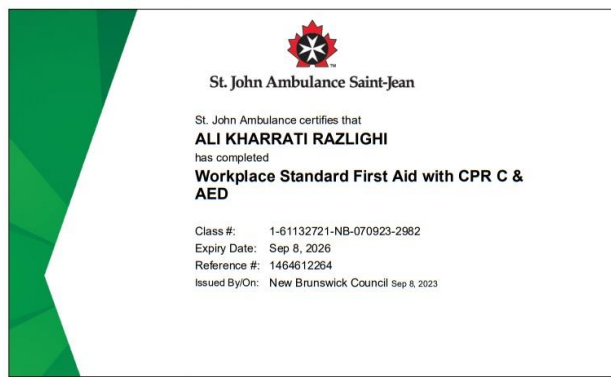 St. John Ambulance Saint-Jean
St. John Ambulance certifies that
ALI KHARRATI RAZLIGHI
has completed
Workplace Standard First Aid with CPR C &
AED
Class #: 1-61132721-NB-070923-2982
Expiry Date: Sep 8, 2026
Reference #: 1464612264
Issued By/On: New Brunswick Council Sep 8, 2023